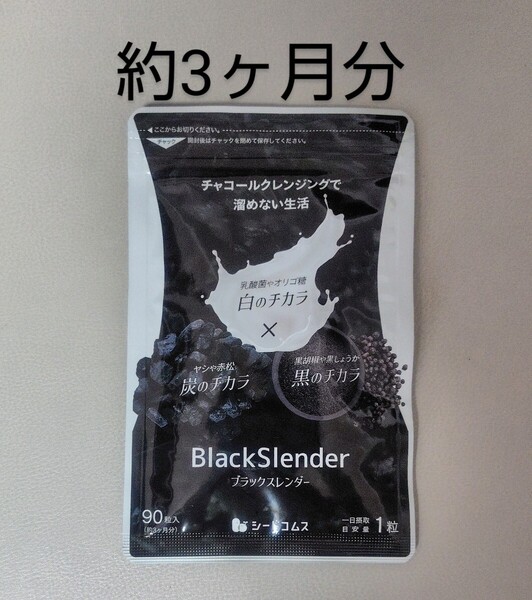 約3ヶ月分
ここからお切りください。
チャック
開封後はチャックを閉めて保存してください。
チャコールクレンジングで
溜めない生活
乳酸菌やオリゴ糖
白のチカラ
×
ヤシや赤松
炭のチカラ
黒胡椒や黒しょうが
黒のチカラ
BlackSlender
ブラックスレンダー
90粒入
(約3ヶ月分)
シードコムス
一日摂取
目安量
1粒